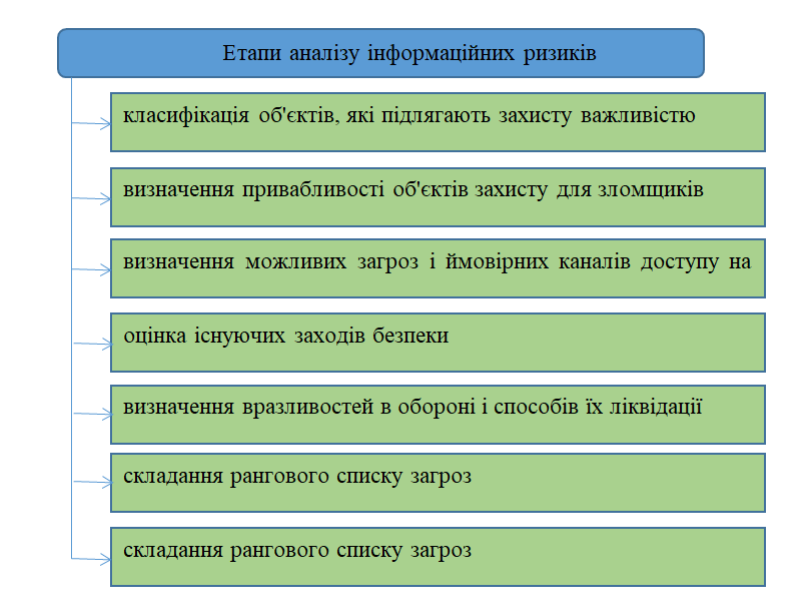 Етапи аналізу інформаційних ризиків
класифікація об'єктів, які підлягають захисту важливістю
визначення привабливості об'єктів захисту для зломщиків
визначення можливих загроз і ймовірних каналів доступу на
оцінка існуючих заходів безпеки
визначення вразливостей в обороні і способів їх ліквідації
складання рангового списку загроз
складання рангового списку загроз